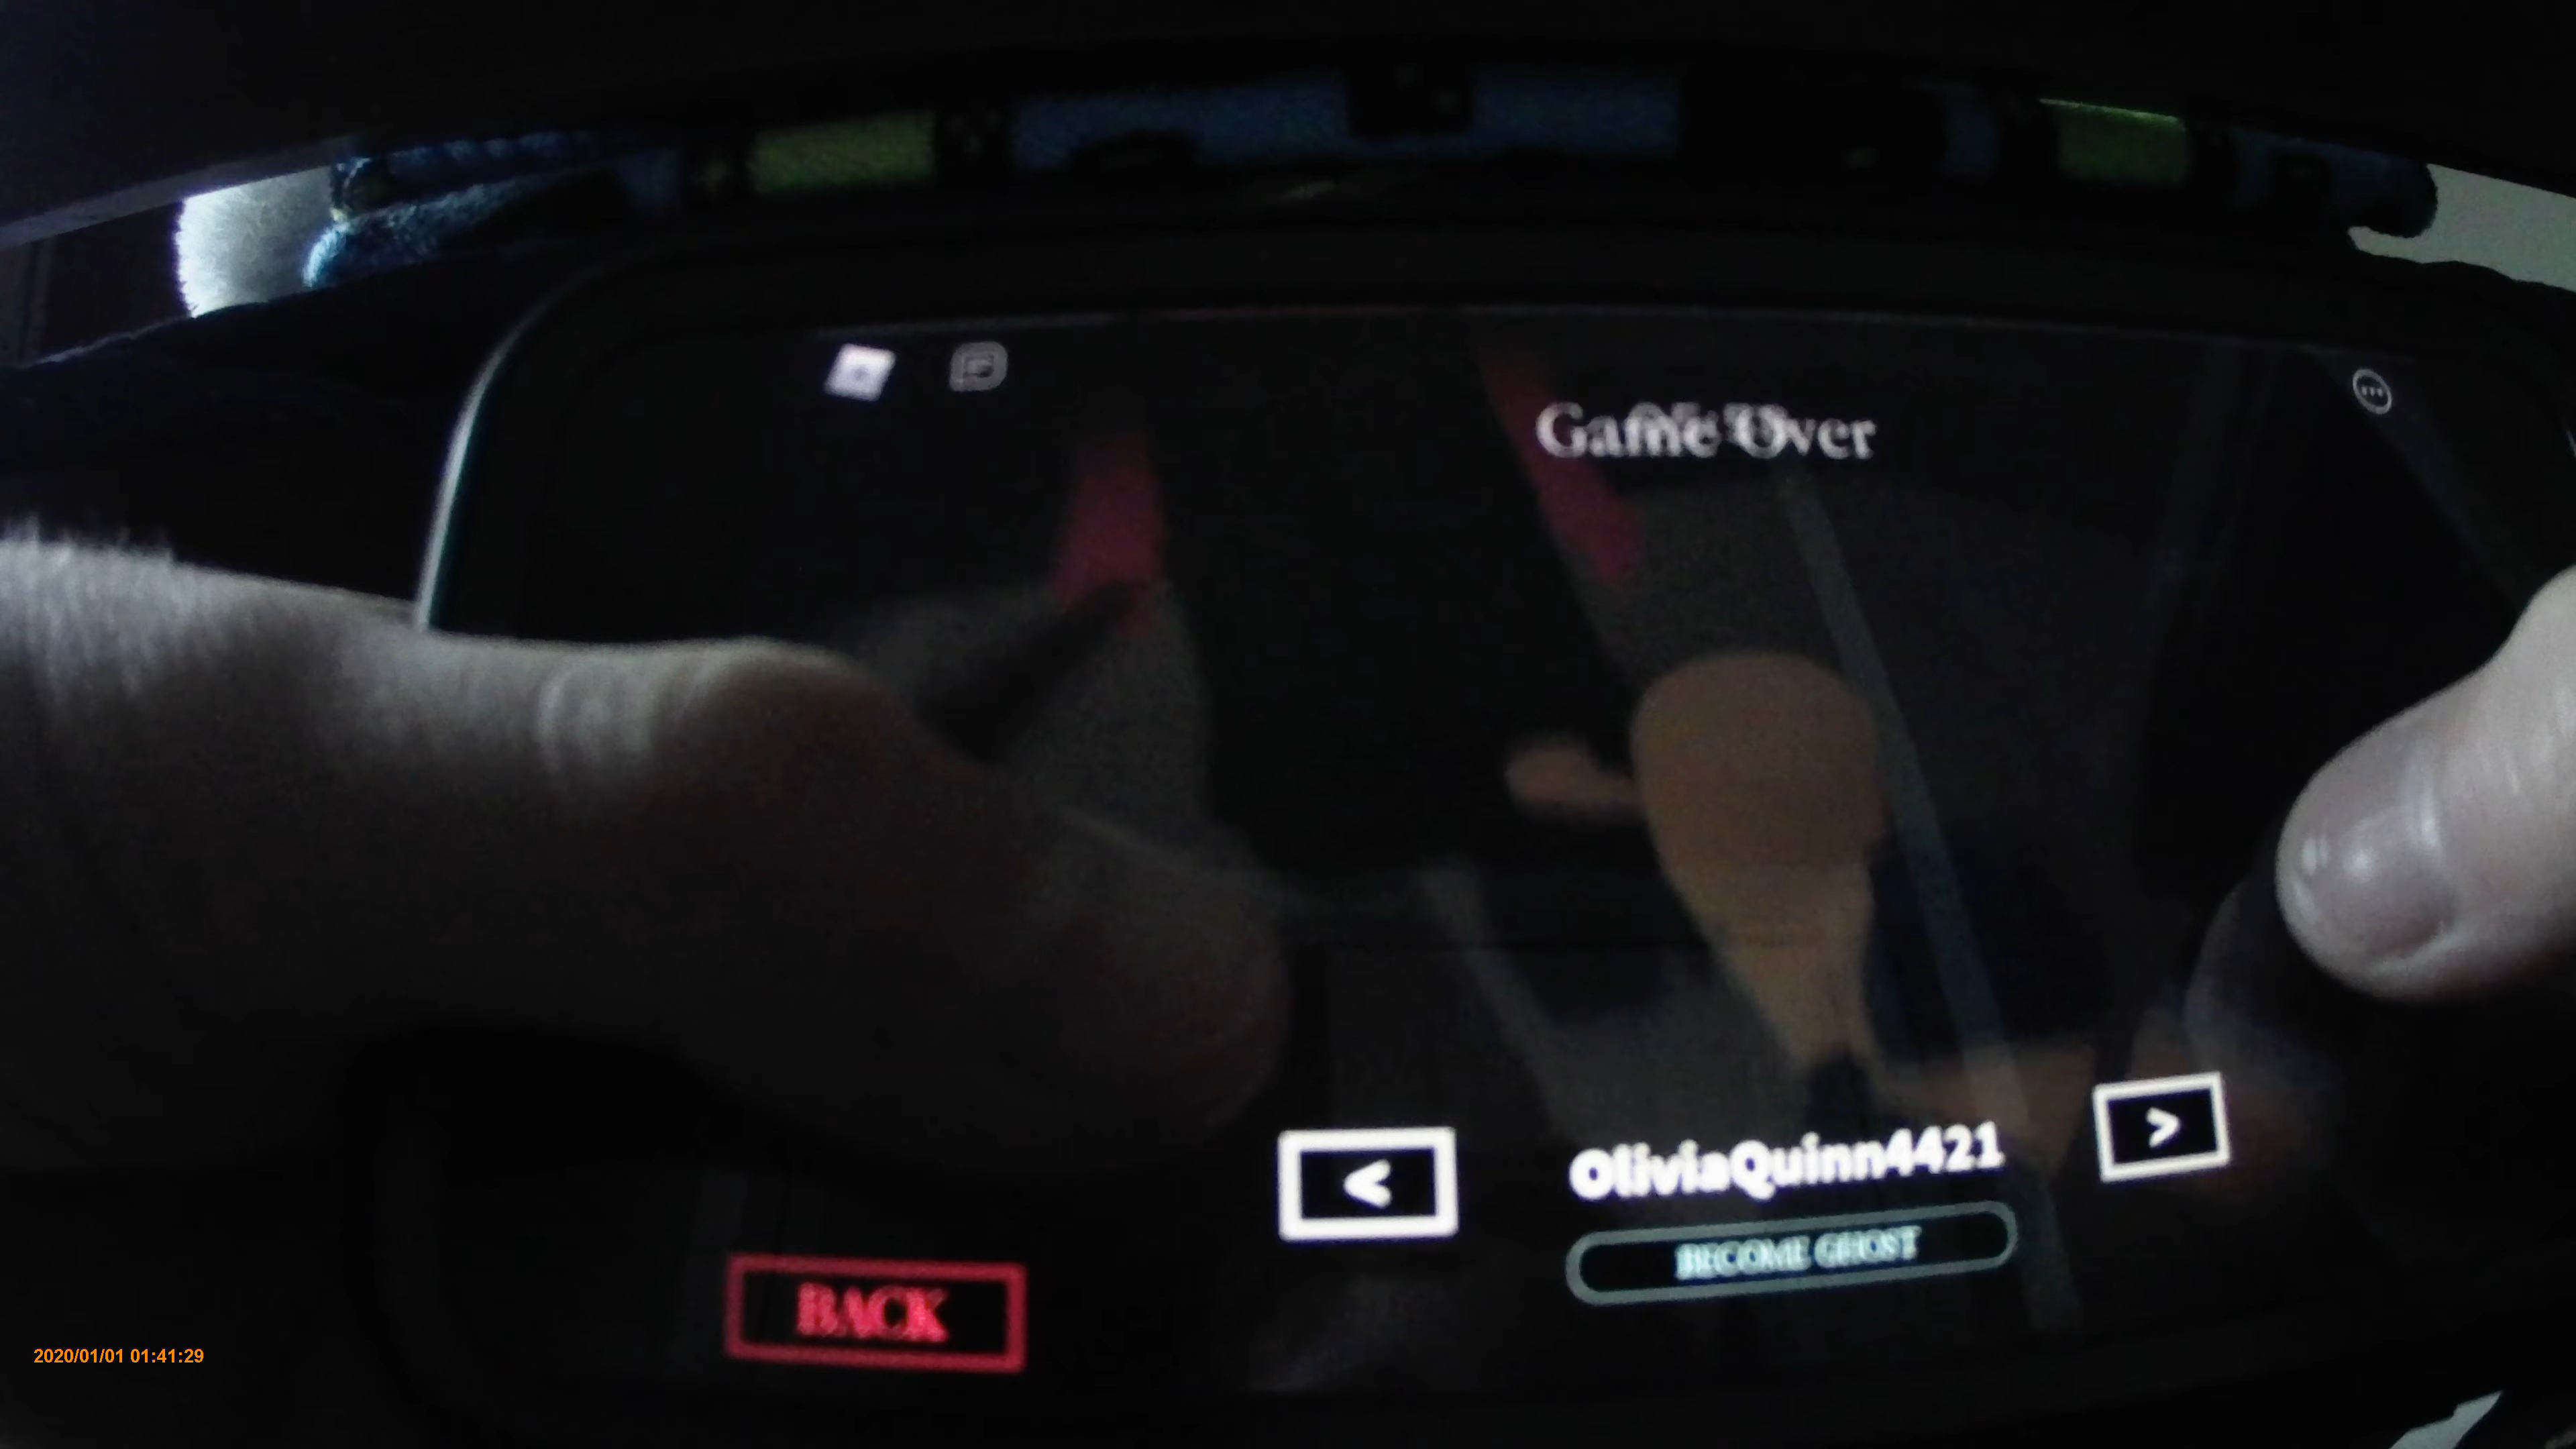 Game Over
<
OliviaQuinn4421
>
BECOME GHOST
BACK
2020/01/01 01:41:29